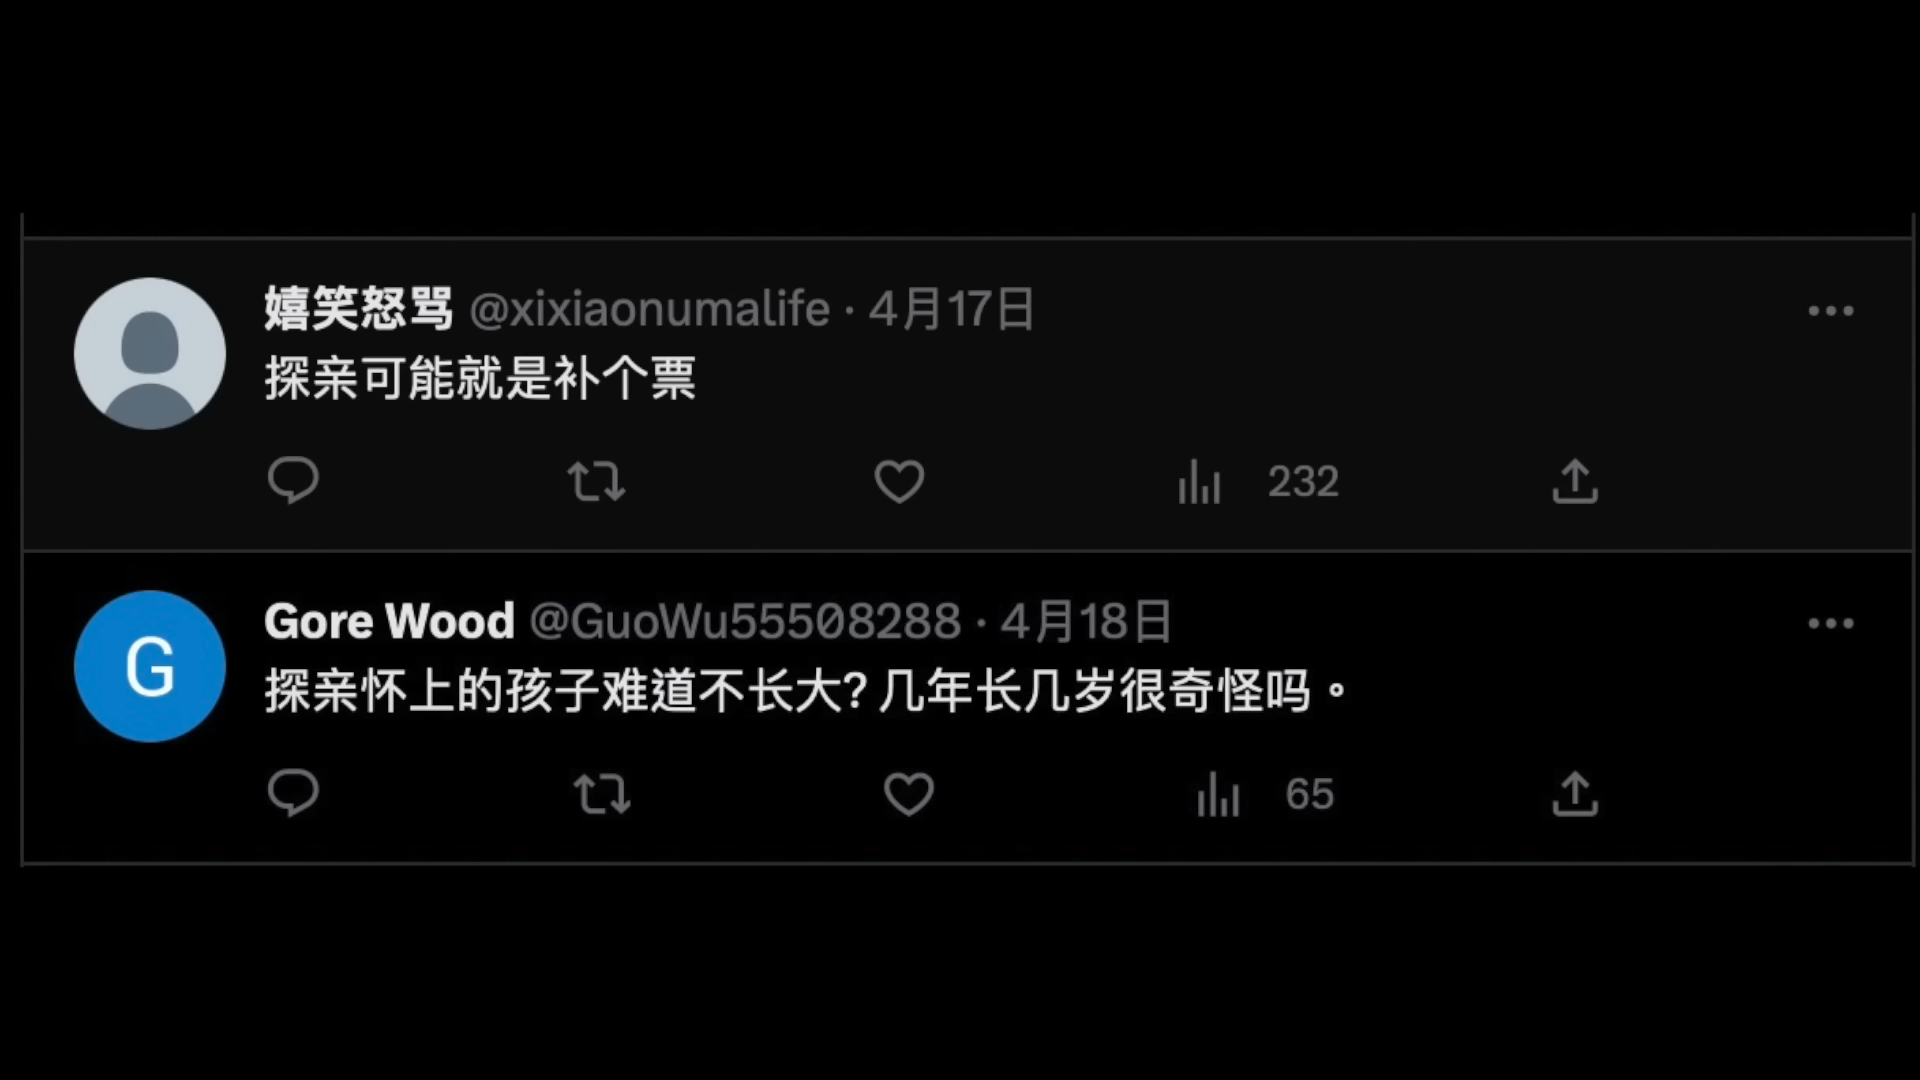 嬉笑怒骂 @xixiaonumalife · 4月17日
探亲可能就是补个票
232
G
Gore Wood @GuoWu55508288 · 4月18日
探亲怀上的孩子难道不长大? 几年长几岁很奇怪吗。
65